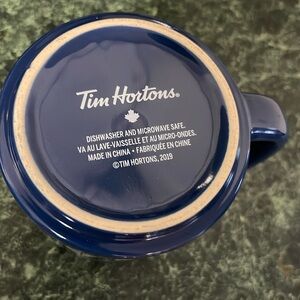 Tim Hortons®
DISHWASHER AND MICROWAVE SAFE.
VA AU LAVE-VAISSELLE ET AU MICRO-ONDES.
MADE IN CHINA • FABRIQUÉE EN CHINE
©TIM HORTONS, 2019